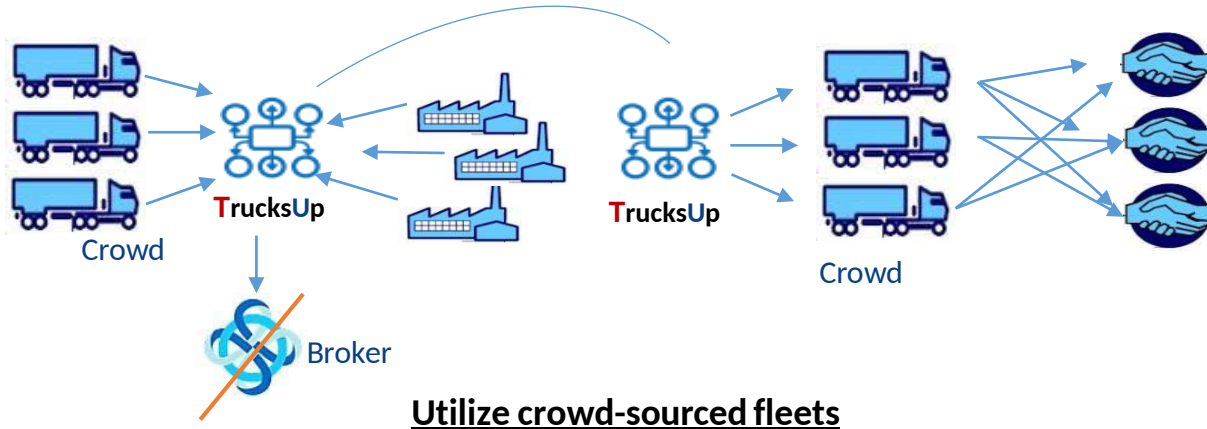 TrucksUp
TrucksUp
Crowd
Crowd
Broker
Utilize crowd-sourced fleets